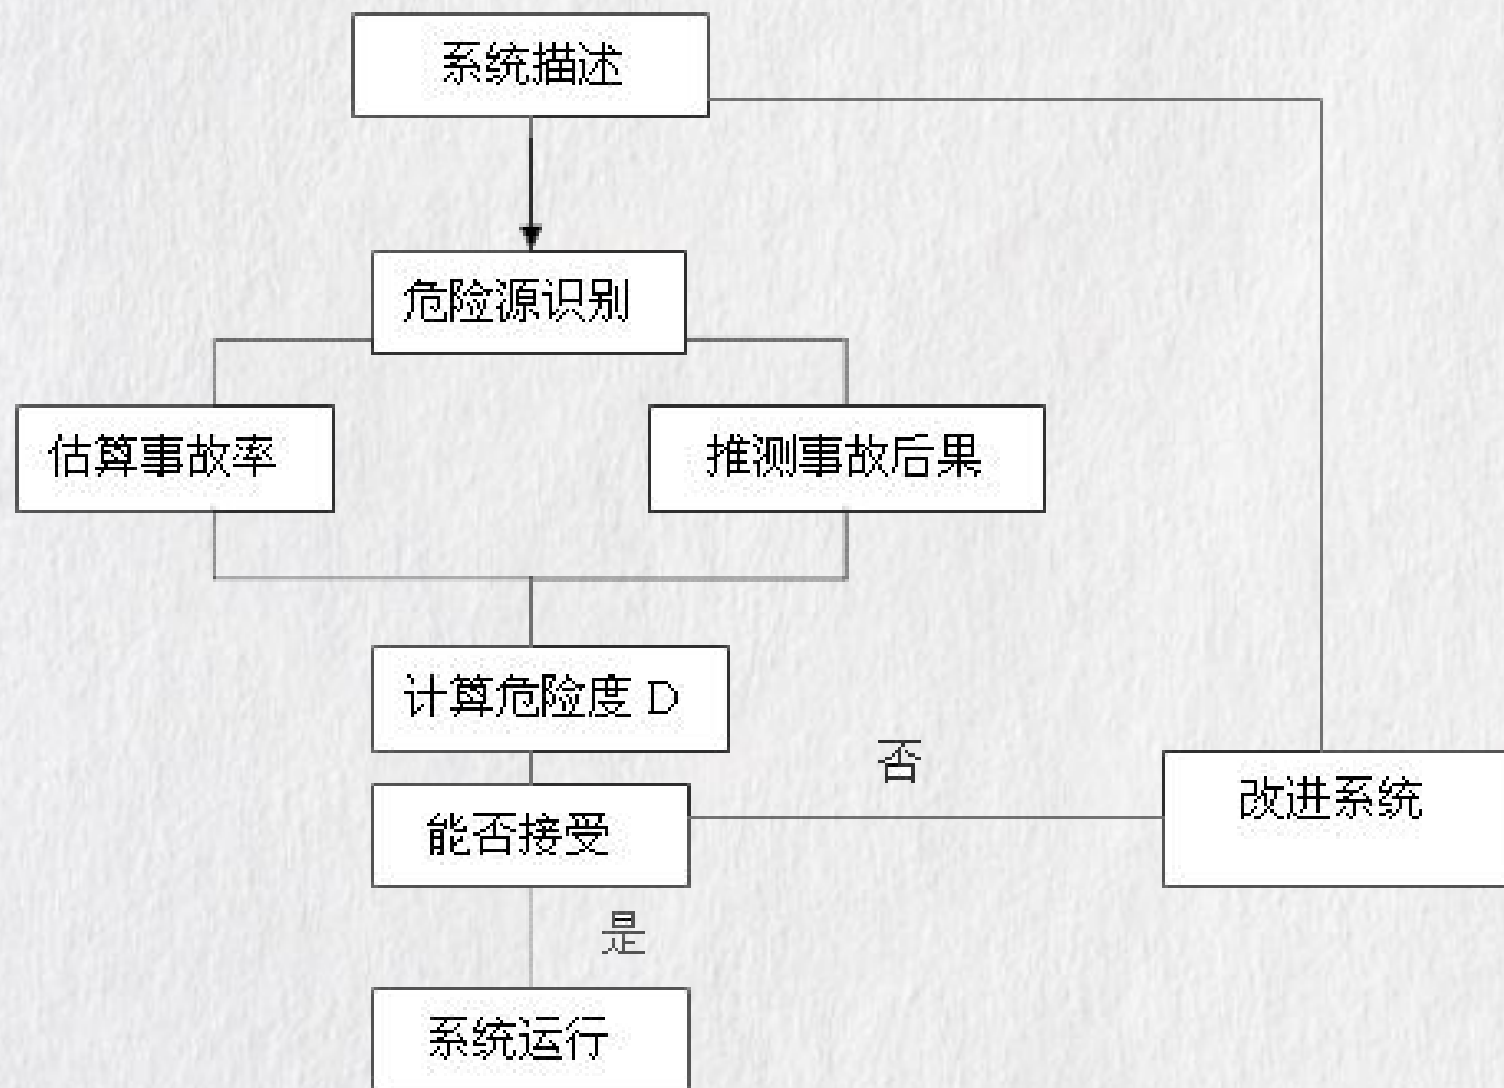 系统描述
危险源识别
估算事故率
推测事故后果
计算危险度 D
否
改进系统
能否接受
是
系统运行